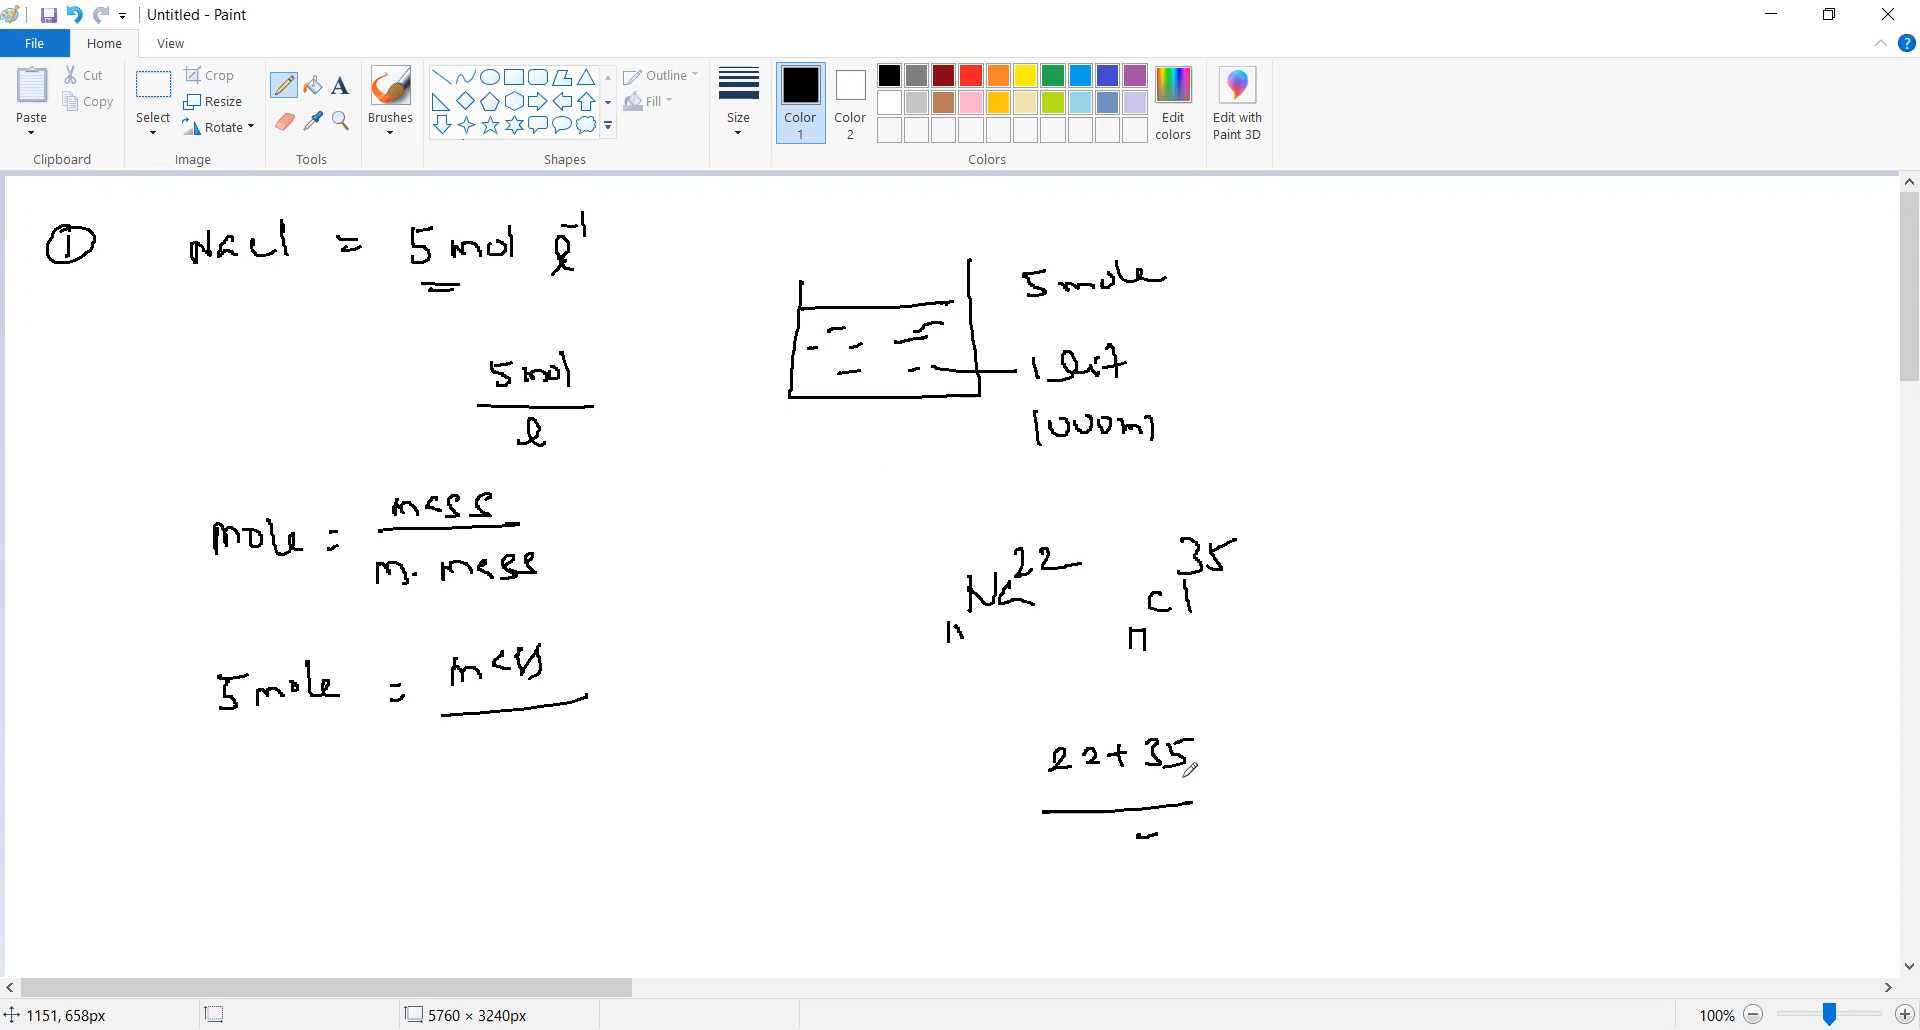 Untitled - Paint
File
Home
View
Paste
Cut
Copy
Clipboard
Select
Crop
Resize
Rotate
Image
Tools
Brushes
Shapes
Outline
Fill
Size
Color 1
Color 2
Edit colors
Edit with Paint 3D
Colors
① NaCl = 5 mol l⁻¹
5 mole
5 mol
l
1 lit
1000ml
mole = mass
m. mass
Na 22
11
Cl 35
17
5 mole = mass
22 + 35
1151, 658px
5760 × 3240px
100%